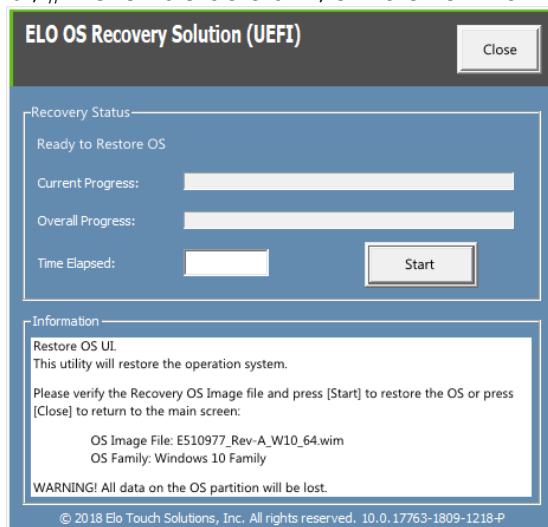 ELO OS Recovery Solution (UEFI)
Close
Recovery Status
Ready to Restore OS
Current Progress:
Overall Progress:
Time Elapsed:
Start
Information
Restore OS UI.
This utility will restore the operation system.
Please verify the Recovery OS Image file and press [Start] to restore the OS or press
[Close] to return to the main screen:
OS Image File: E510977_Rev-A_W10_64.wim
OS Family: Windows 10 Family
WARNING! All data on the OS partition will be lost.
© 2018 Elo Touch Solutions, Inc. All rights reserved. 10.0.17763-1809-1218-P